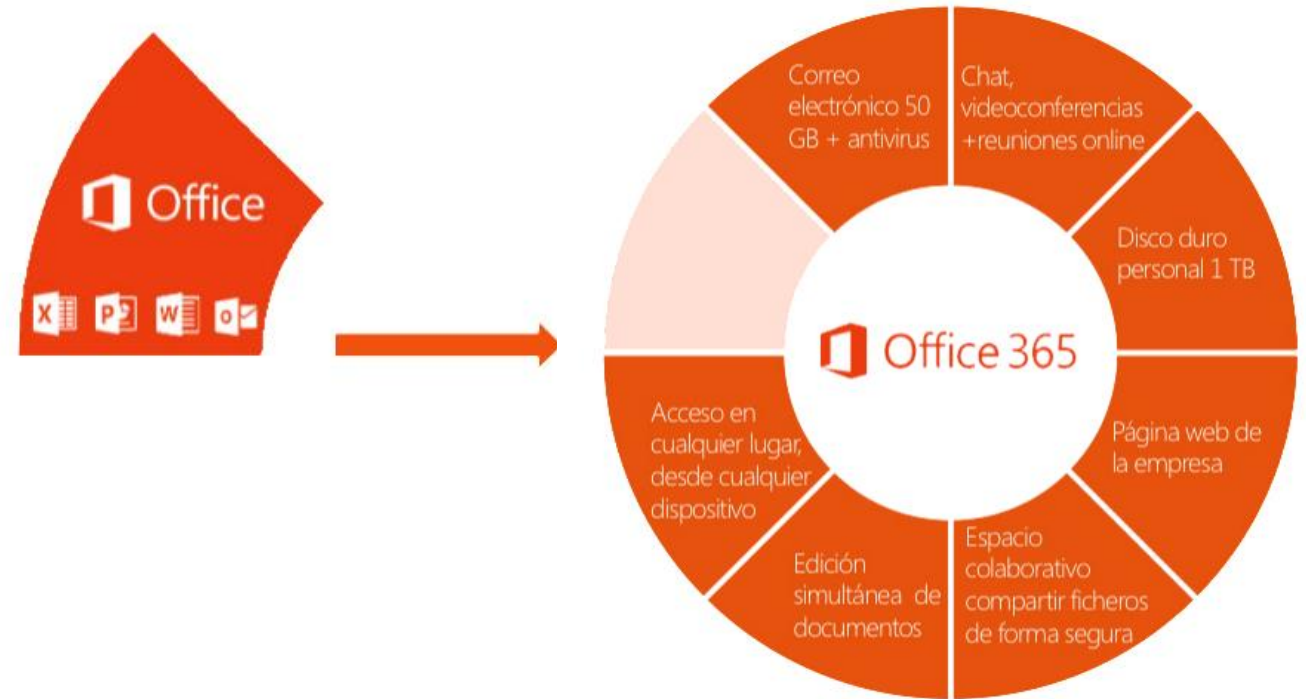 Office
X
P
W
O
Correo
electrónico 50
GB + antivirus
Chat,
videoconferencias
+reuniones online
Disco duro
personal 1 TB
Office 365
Página web de
la empresa
Acceso en
cualquier lugar,
desde cualquier
dispositivo
Edición
simultánea de
documentos
Espacio
colaborativo
compartir ficheros
de forma segura